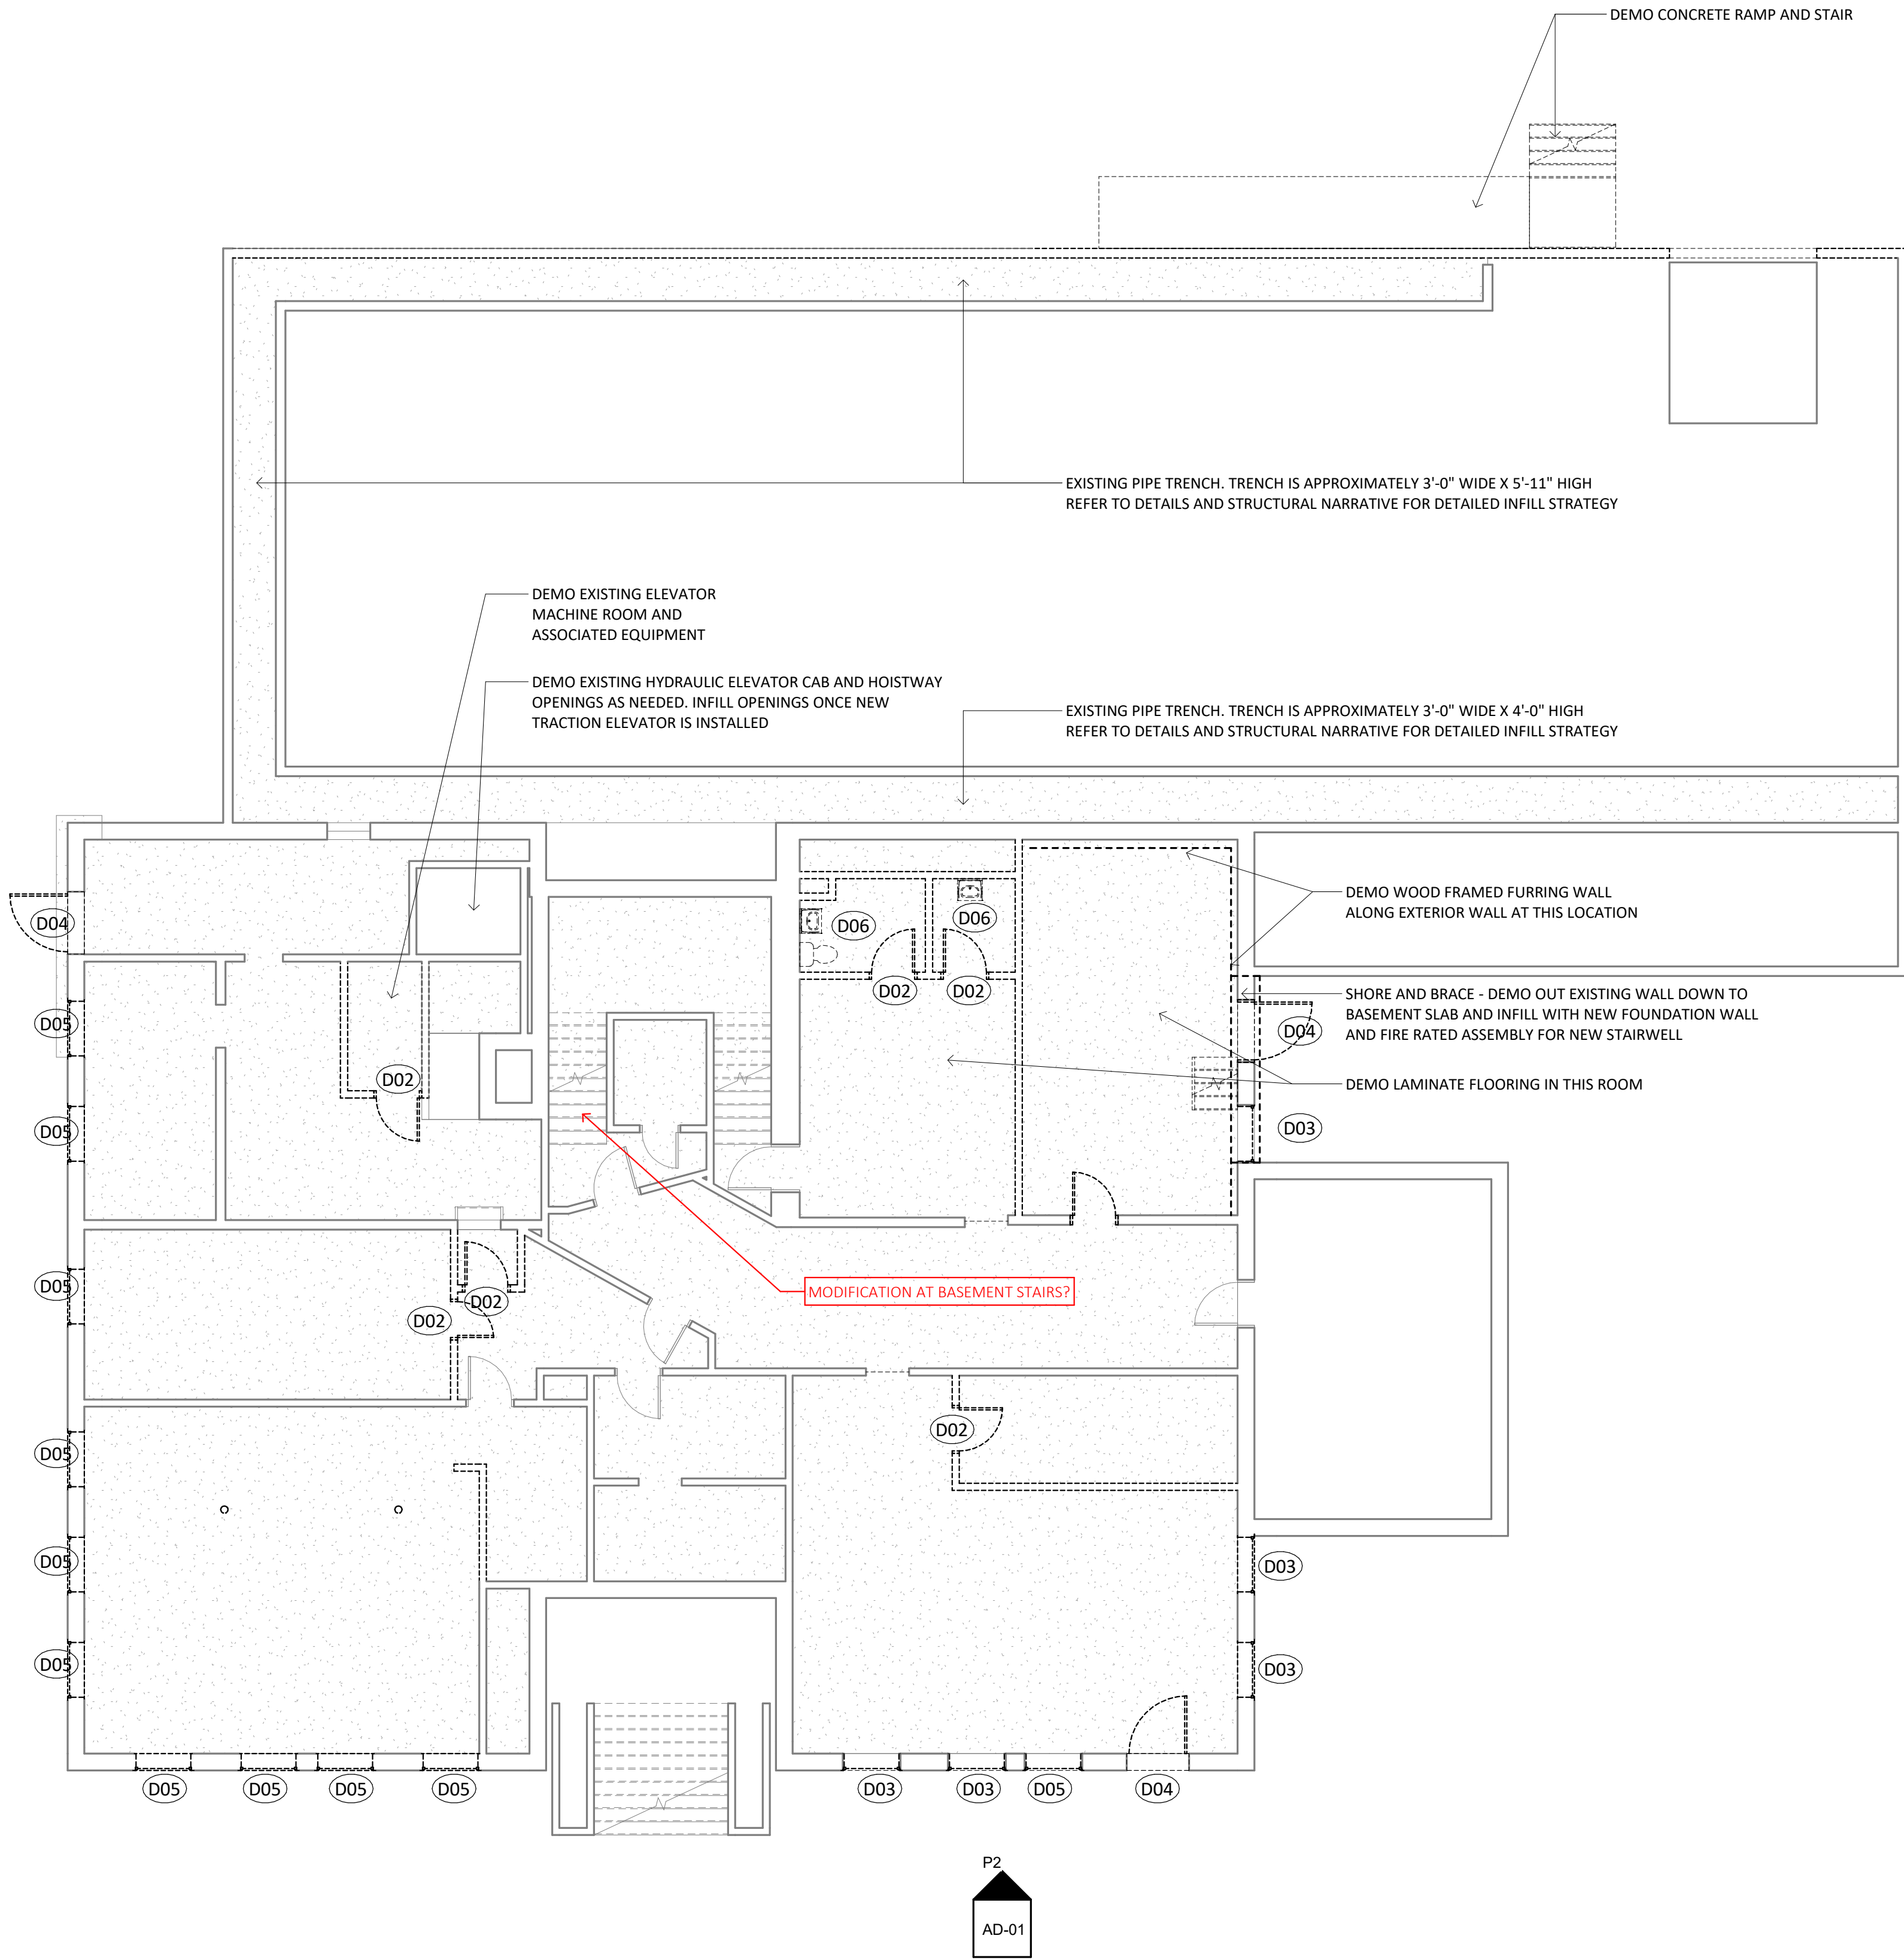 DEMO CONCRETE RAMP AND STAIR
EXISTING PIPE TRENCH. TRENCH IS APPROXIMATELY 3'-0" WIDE X 5'-11" HIGH
REFER TO DETAILS AND STRUCTURAL NARRATIVE FOR DETAILED INFILL STRATEGY
DEMO EXISTING ELEVATOR
MACHINE ROOM AND
ASSOCIATED EQUIPMENT
DEMO EXISTING HYDRAULIC ELEVATOR CAB AND HOISTWAY
OPENINGS AS NEEDED. INFILL OPENINGS ONCE NEW
TRACTION ELEVATOR IS INSTALLED
EXISTING PIPE TRENCH. TRENCH IS APPROXIMATELY 3'-0" WIDE X 4'-0" HIGH
REFER TO DETAILS AND STRUCTURAL NARRATIVE FOR DETAILED INFILL STRATEGY
DEMO WOOD FRAMED FURRING WALL
ALONG EXTERIOR WALL AT THIS LOCATION
D04
D06
D06
D02
D02
SHORE AND BRACE - DEMO OUT EXISTING WALL DOWN TO
BASEMENT SLAB AND INFILL WITH NEW FOUNDATION WALL
AND FIRE RATED ASSEMBLY FOR NEW STAIRWELL
D05
D04
D02
DEMO LAMINATE FLOORING IN THIS ROOM
D05
D03
D05
D02
D02
MODIFICATION AT BASEMENT STAIRS?
D02
D05
D05
D03
D05
D03
D05
D05
D05
D05
D03
D03
D05
D04
P2
AD-01